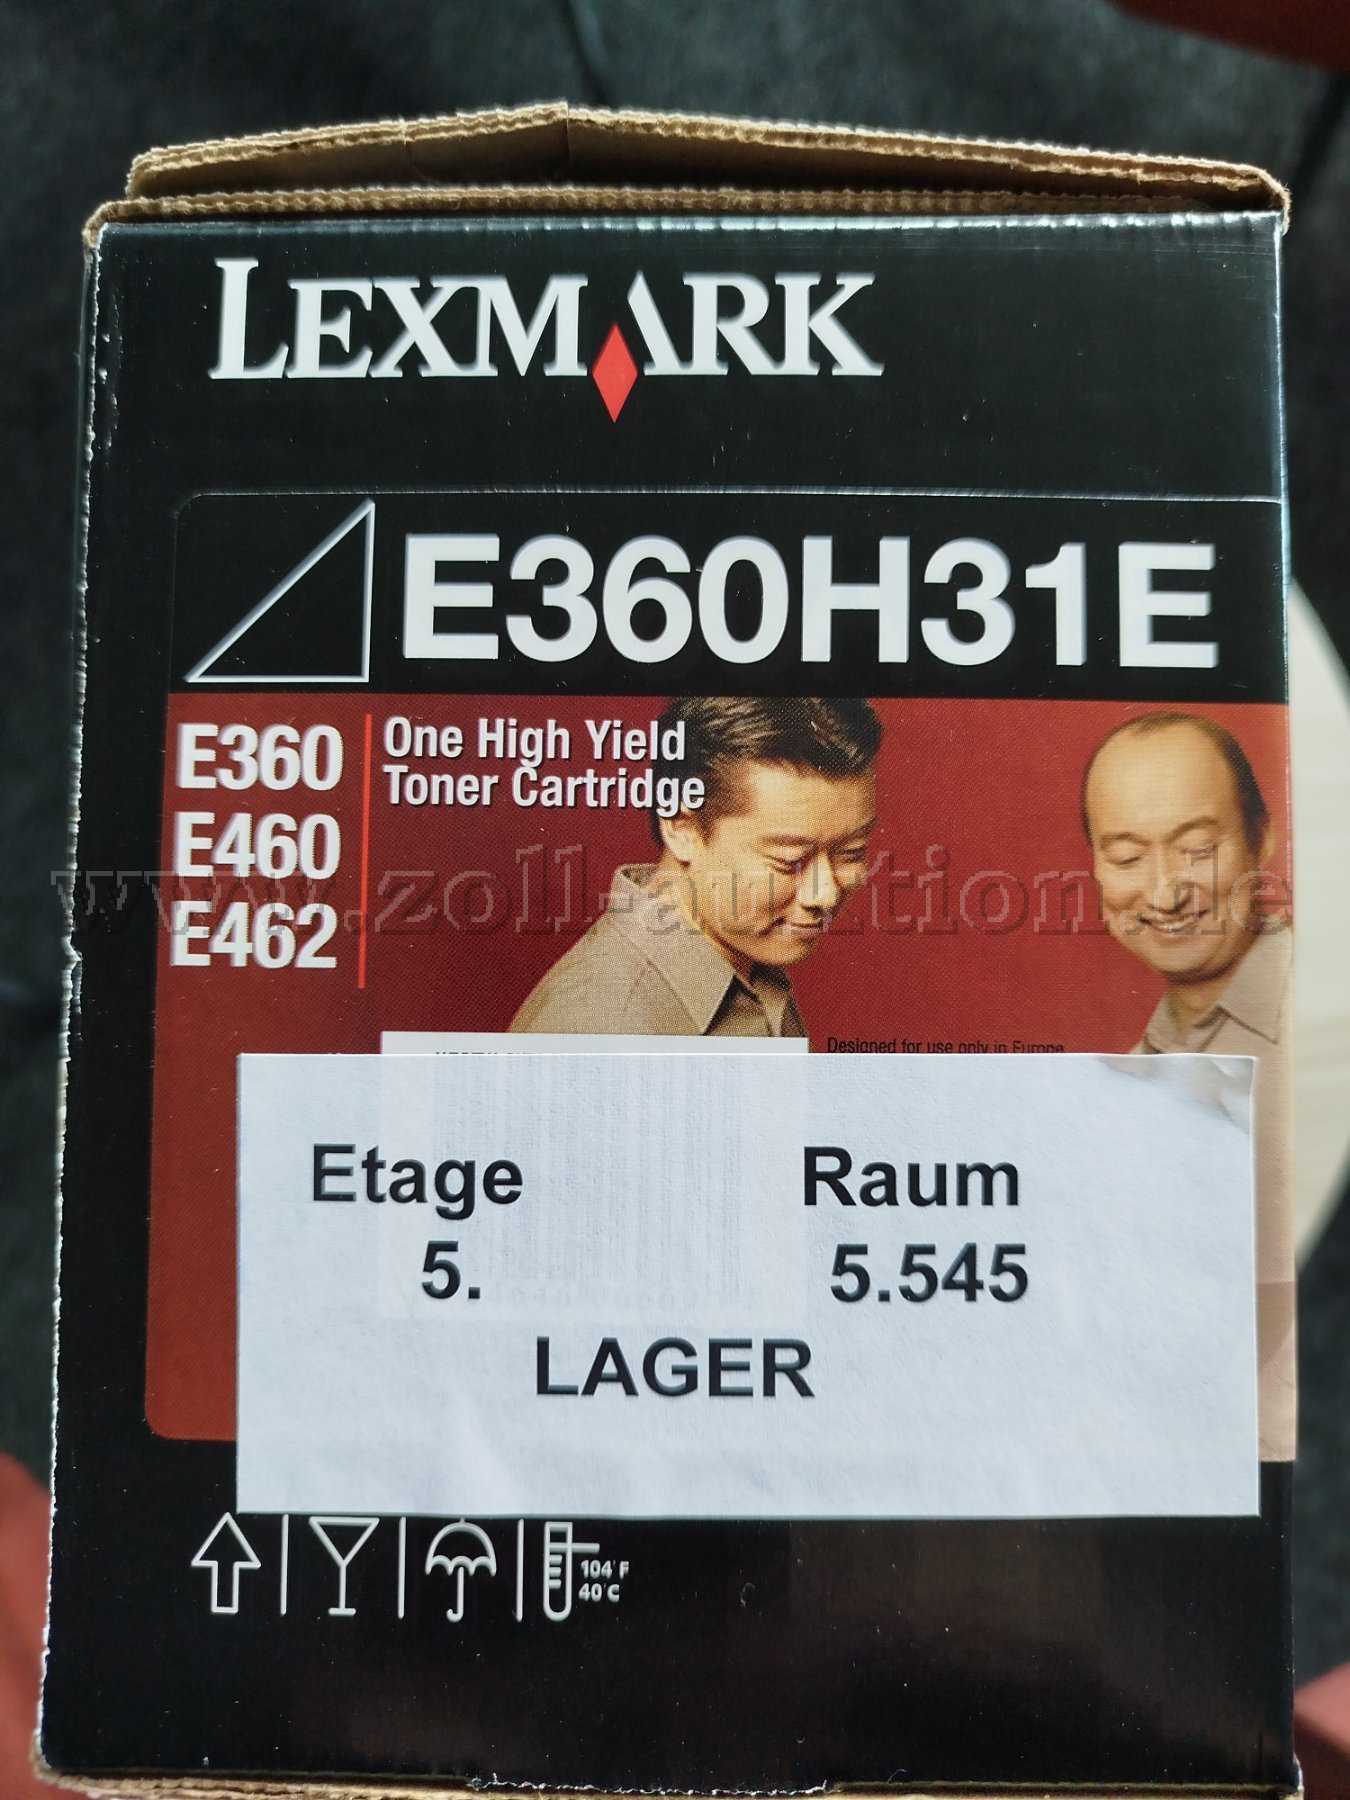 LEXMARK
E360H31E
E360
E460
E462
One High Yield
Toner Cartridge
www.zoll-auktion.de
Designed for use only in Europe
Etage Raum
5. 5.545
LAGER
104°F
40°C